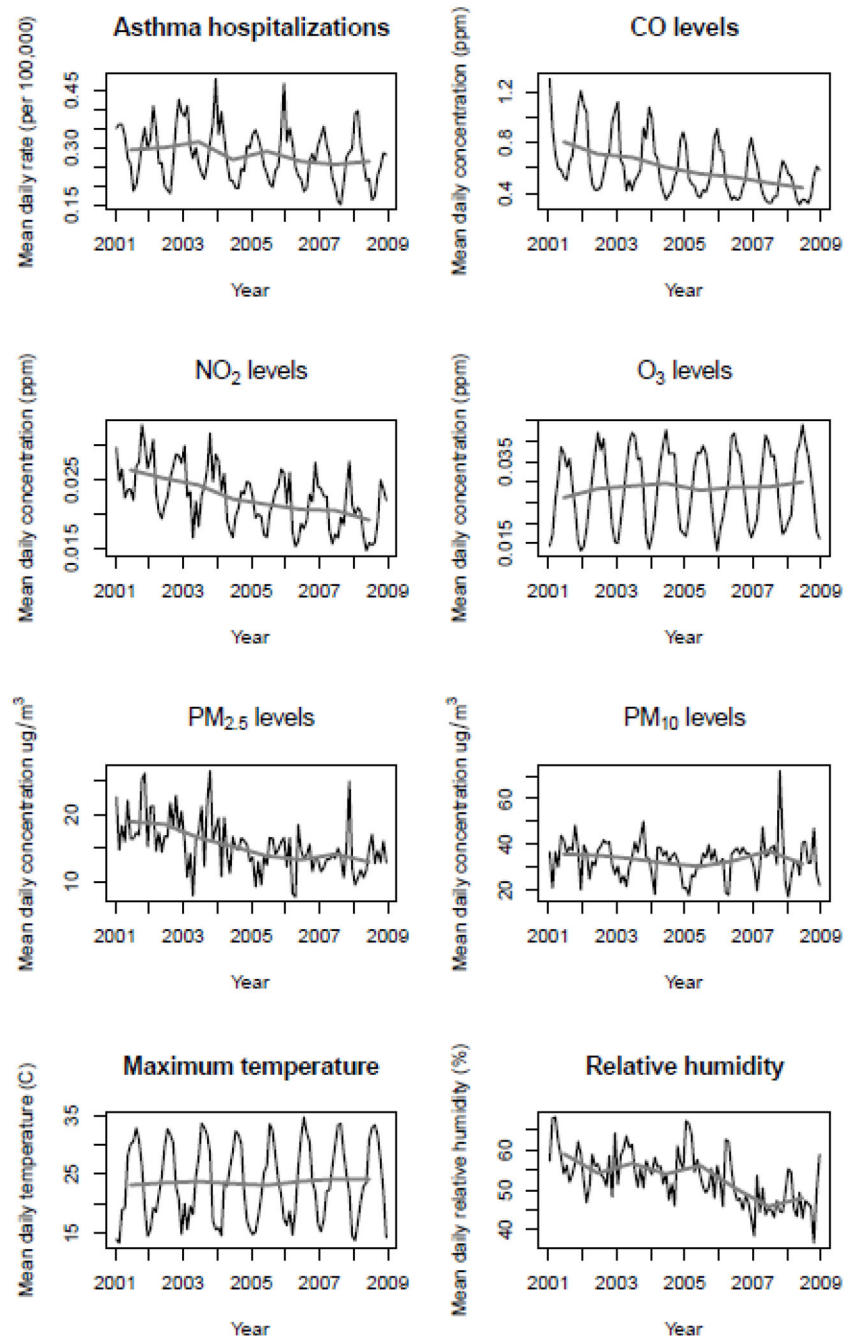 Asthma hospitalizations
Mean daily rate (per 100,000)
0.45
0.30
0.15
2001 2003 2005 2007 2009
Year
CO levels
Mean daily concentration (ppm)
1.2
0.8
0.4
2001 2003 2005 2007 2009
Year
NO₂ levels
Mean daily concentration (ppm)
0.025
0.015
2001 2003 2005 2007 2009
Year
O₃ levels
Mean daily concentration (ppm)
0.035
0.015
2001 2003 2005 2007 2009
Year
PM₂.₅ levels
Mean daily concentration ug/m³
20
10
2001 2003 2005 2007 2009
Year
PM₁₀ levels
Mean daily concentration ug/m³
60
40
20
2001 2003 2005 2007 2009
Year
Maximum temperature
Mean daily temperature (C)
35
25
15
2001 2003 2005 2007 2009
Year
Relative humidity
Mean daily relative humidity (%)
60
50
40
2001 2003 2005 2007 2009
Year